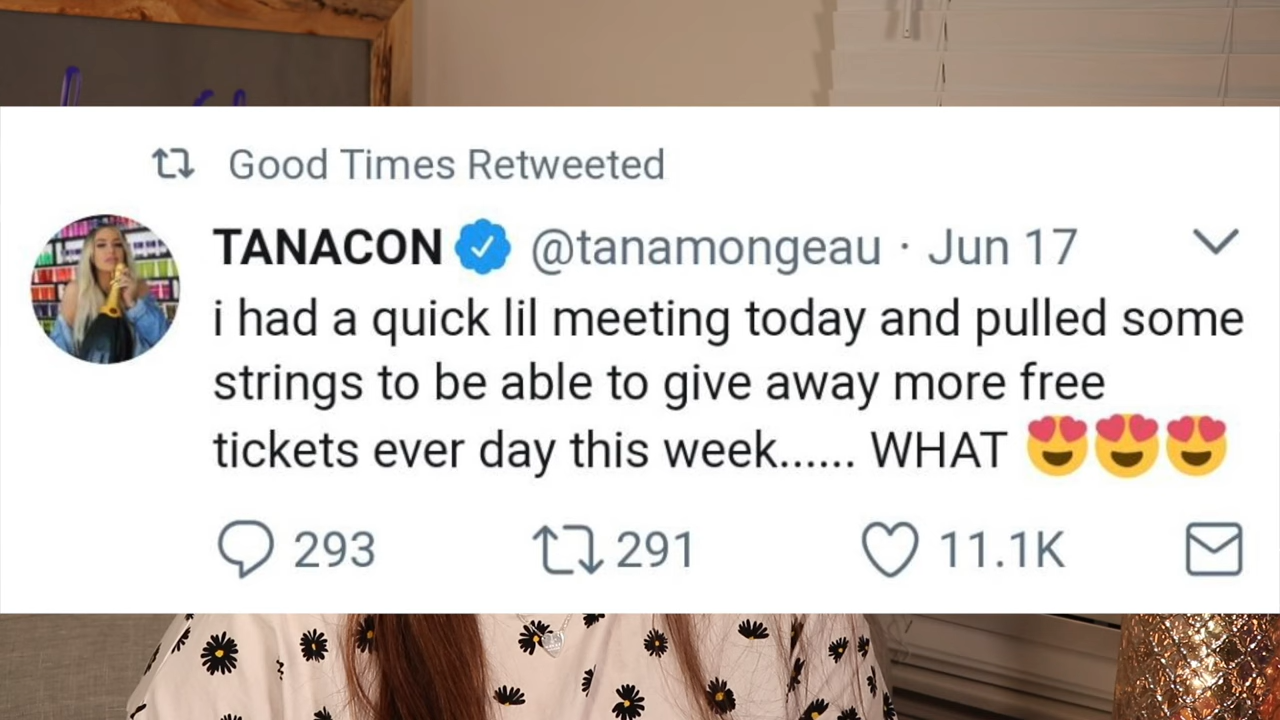 Good Times Retweeted
TANACON @tanamongeau · Jun 17
i had a quick lil meeting today and pulled some
strings to be able to give away more free
tickets ever day this week...... WHAT 😍😍😍
293 291 11.1K